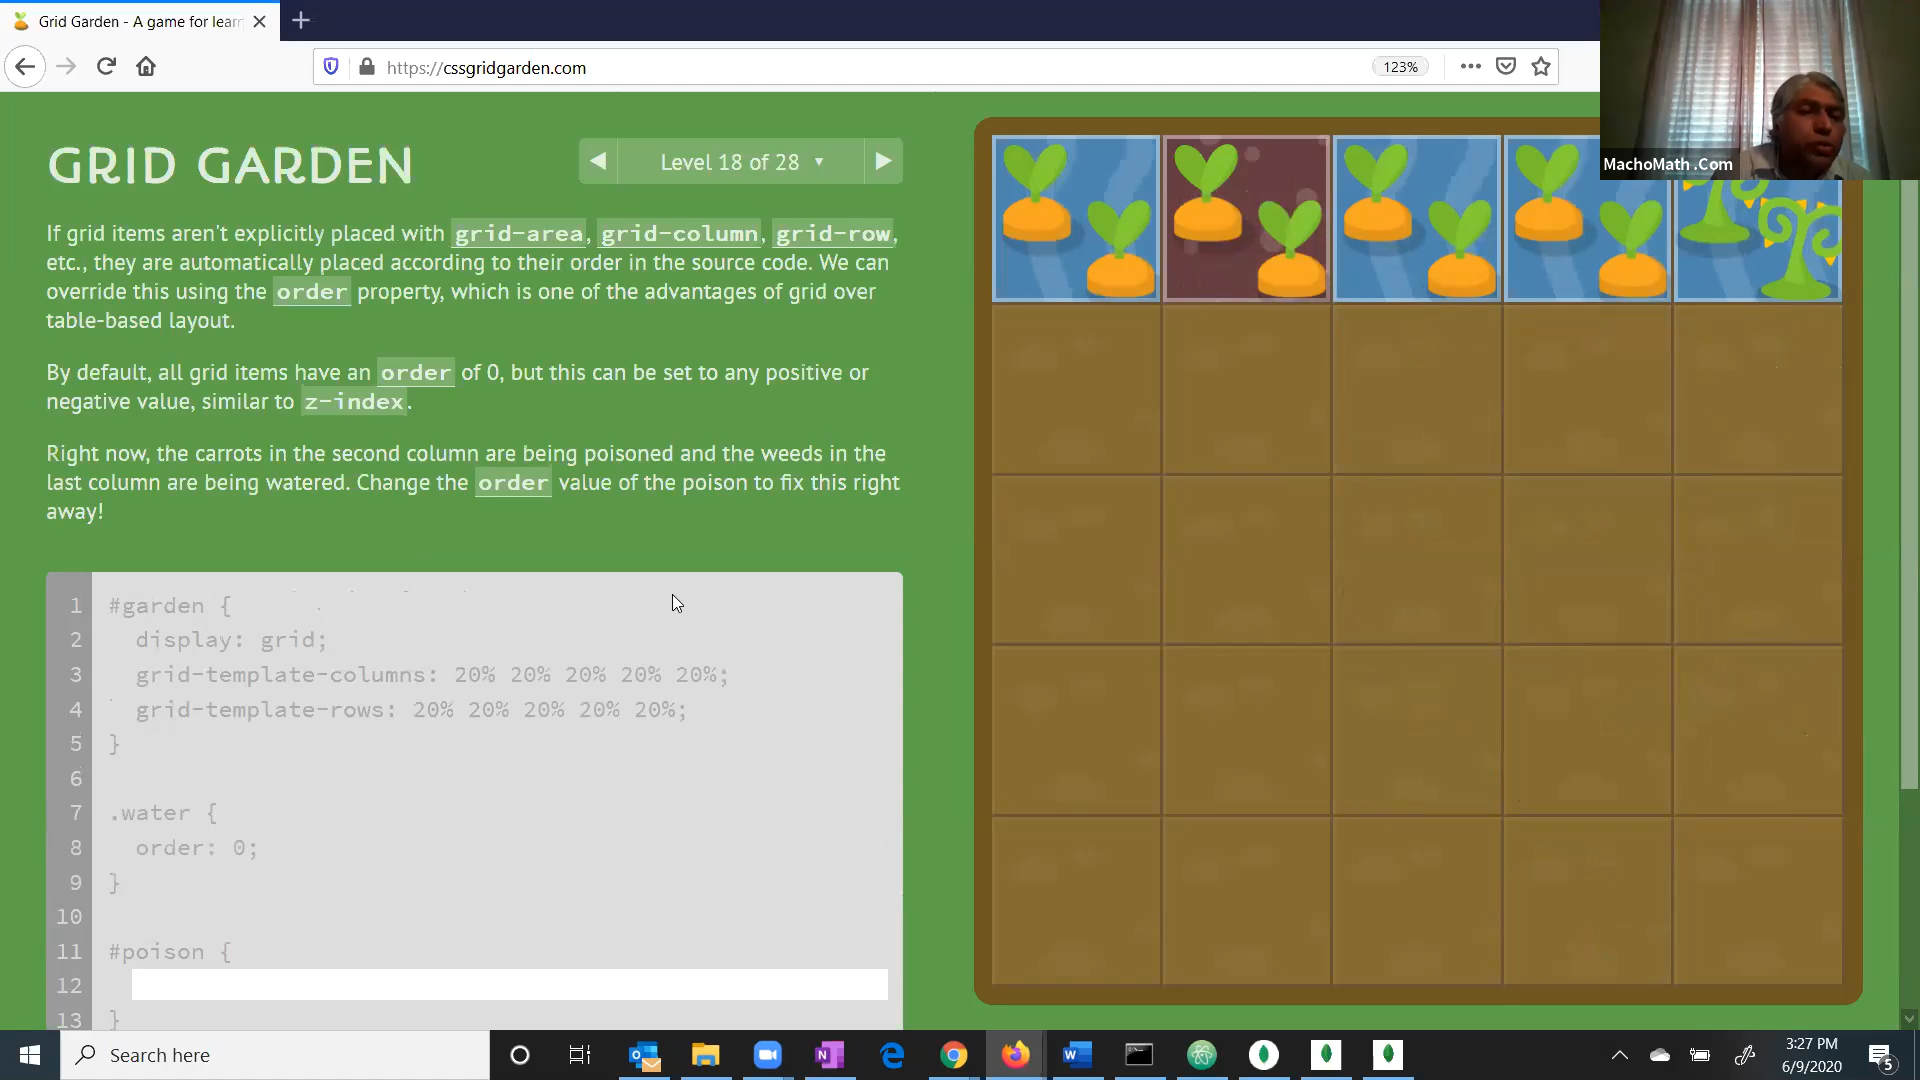 Grid Garden - A game for lear
https://cssgridgarden.com
123%
MachoMath .Com
GRID GARDEN
Level 18 of 28
If grid items aren't explicitly placed with grid-area, grid-column, grid-row,
etc., they are automatically placed according to their order in the source code. We can
override this using the order property, which is one of the advantages of grid over
table-based layout.
By default, all grid items have an order of 0, but this can be set to any positive or
negative value, similar to z-index.
Right now, the carrots in the second column are being poisoned and the weeds in the
last column are being watered. Change the order value of the poison to fix this right
away!
1 #garden {
2 display: grid;
3 grid-template-columns: 20% 20% 20% 20% 20%;
4 grid-template-rows: 20% 20% 20% 20% 20%;
5 }
6
7 .water {
8 order: 0;
9 }
10
11 #poison {
12
13 }
Search here
3:27 PM
6/9/2020
5